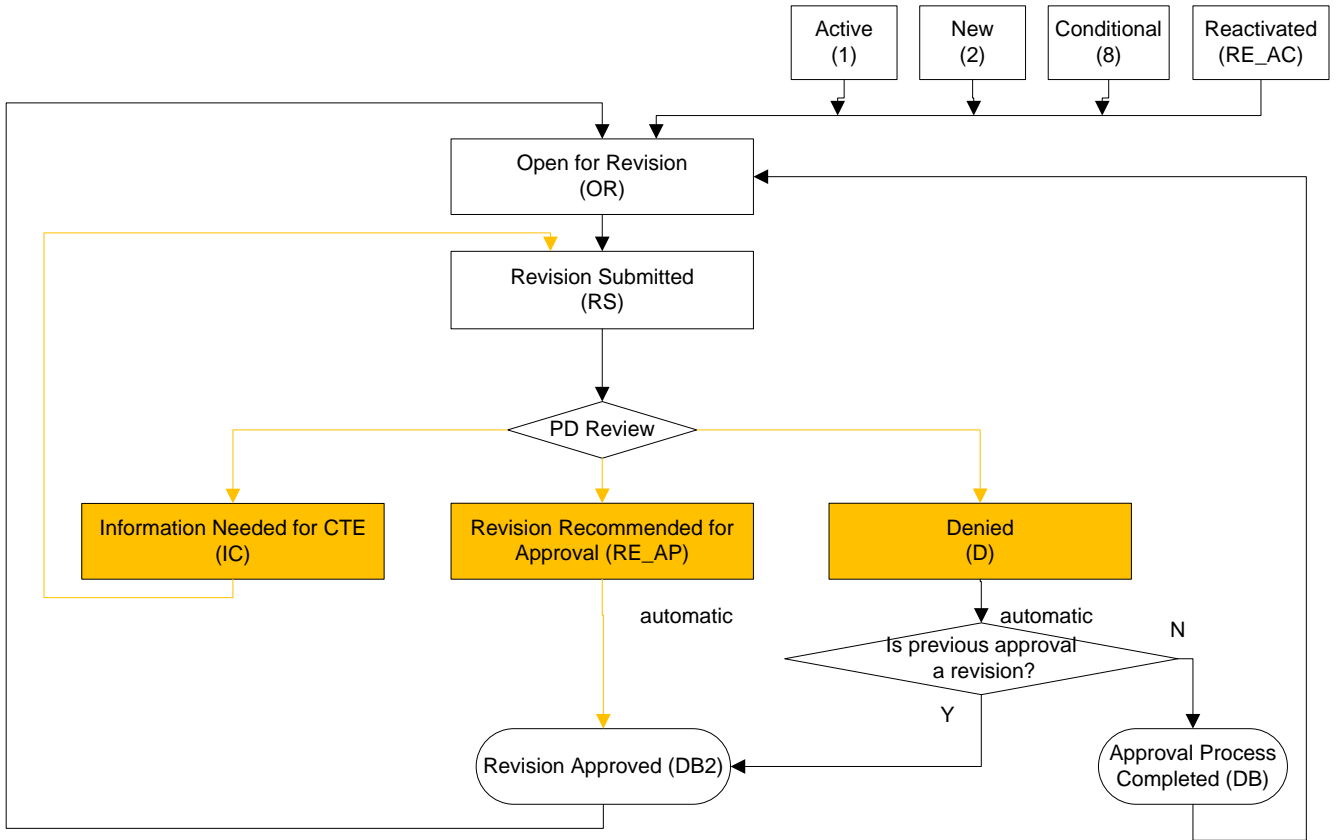 Active
(1)
New
(2)
Conditional
(8)
Reactivated
(RE_AC)
Open for Revision
(OR)
Revision Submitted
(RS)
PD Review
Information Needed for CTE
(IC)
Revision Recommended for
Approval (RE_AP)
Denied
(D)
automatic
automatic
Is previous approval
a revision?
N
Y
Revision Approved (DB2)
Approval Process
Completed (DB)